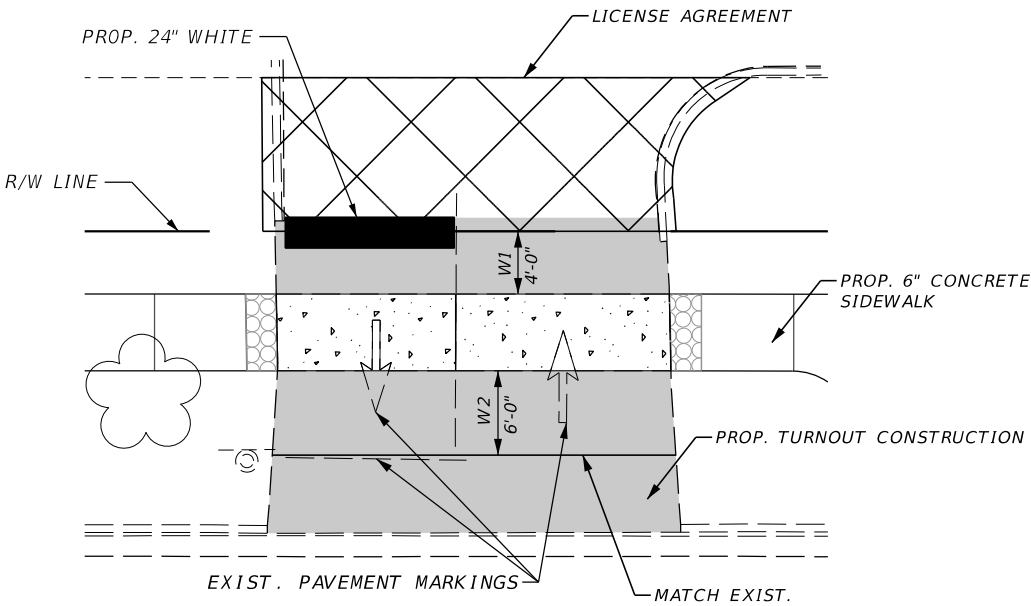 LICENSE AGREEMENT
PROP. 24" WHITE
R/W LINE
W1
4'-0"
PROP. 6" CONCRETE
SIDEWALK
W2
6'-0"
PROP. TURNOUT CONSTRUCTION
EXIST. PAVEMENT MARKINGS
MATCH EXIST.